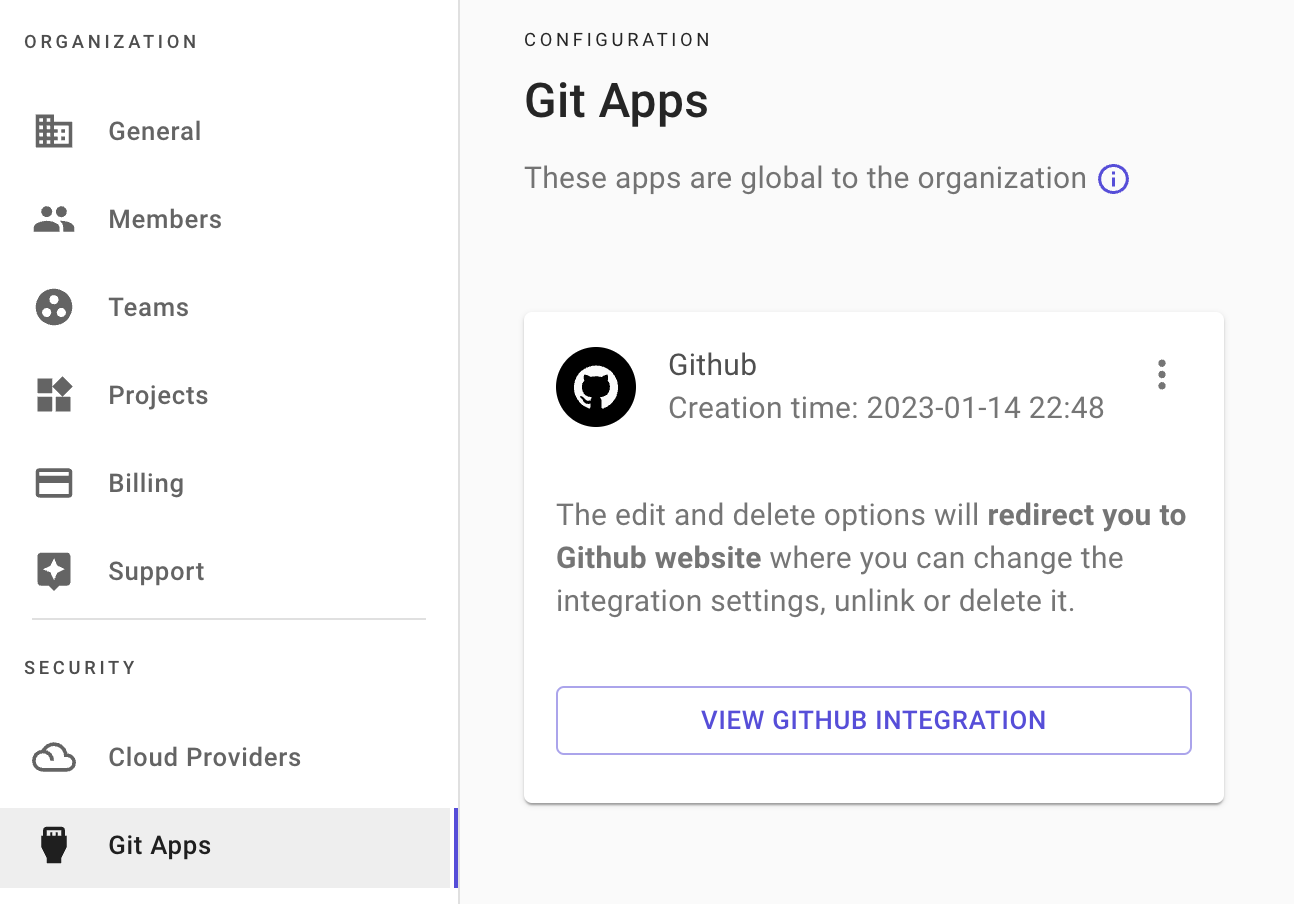 ORGANIZATION
General
Members
Teams
Projects
Billing
Support
SECURITY
Cloud Providers
Git Apps
CONFIGURATION
Git Apps
These apps are global to the organization
Github
Creation time: 2023-01-14 22:48
The edit and delete options will redirect you to
Github website where you can change the
integration settings, unlink or delete it.
VIEW GITHUB INTEGRATION